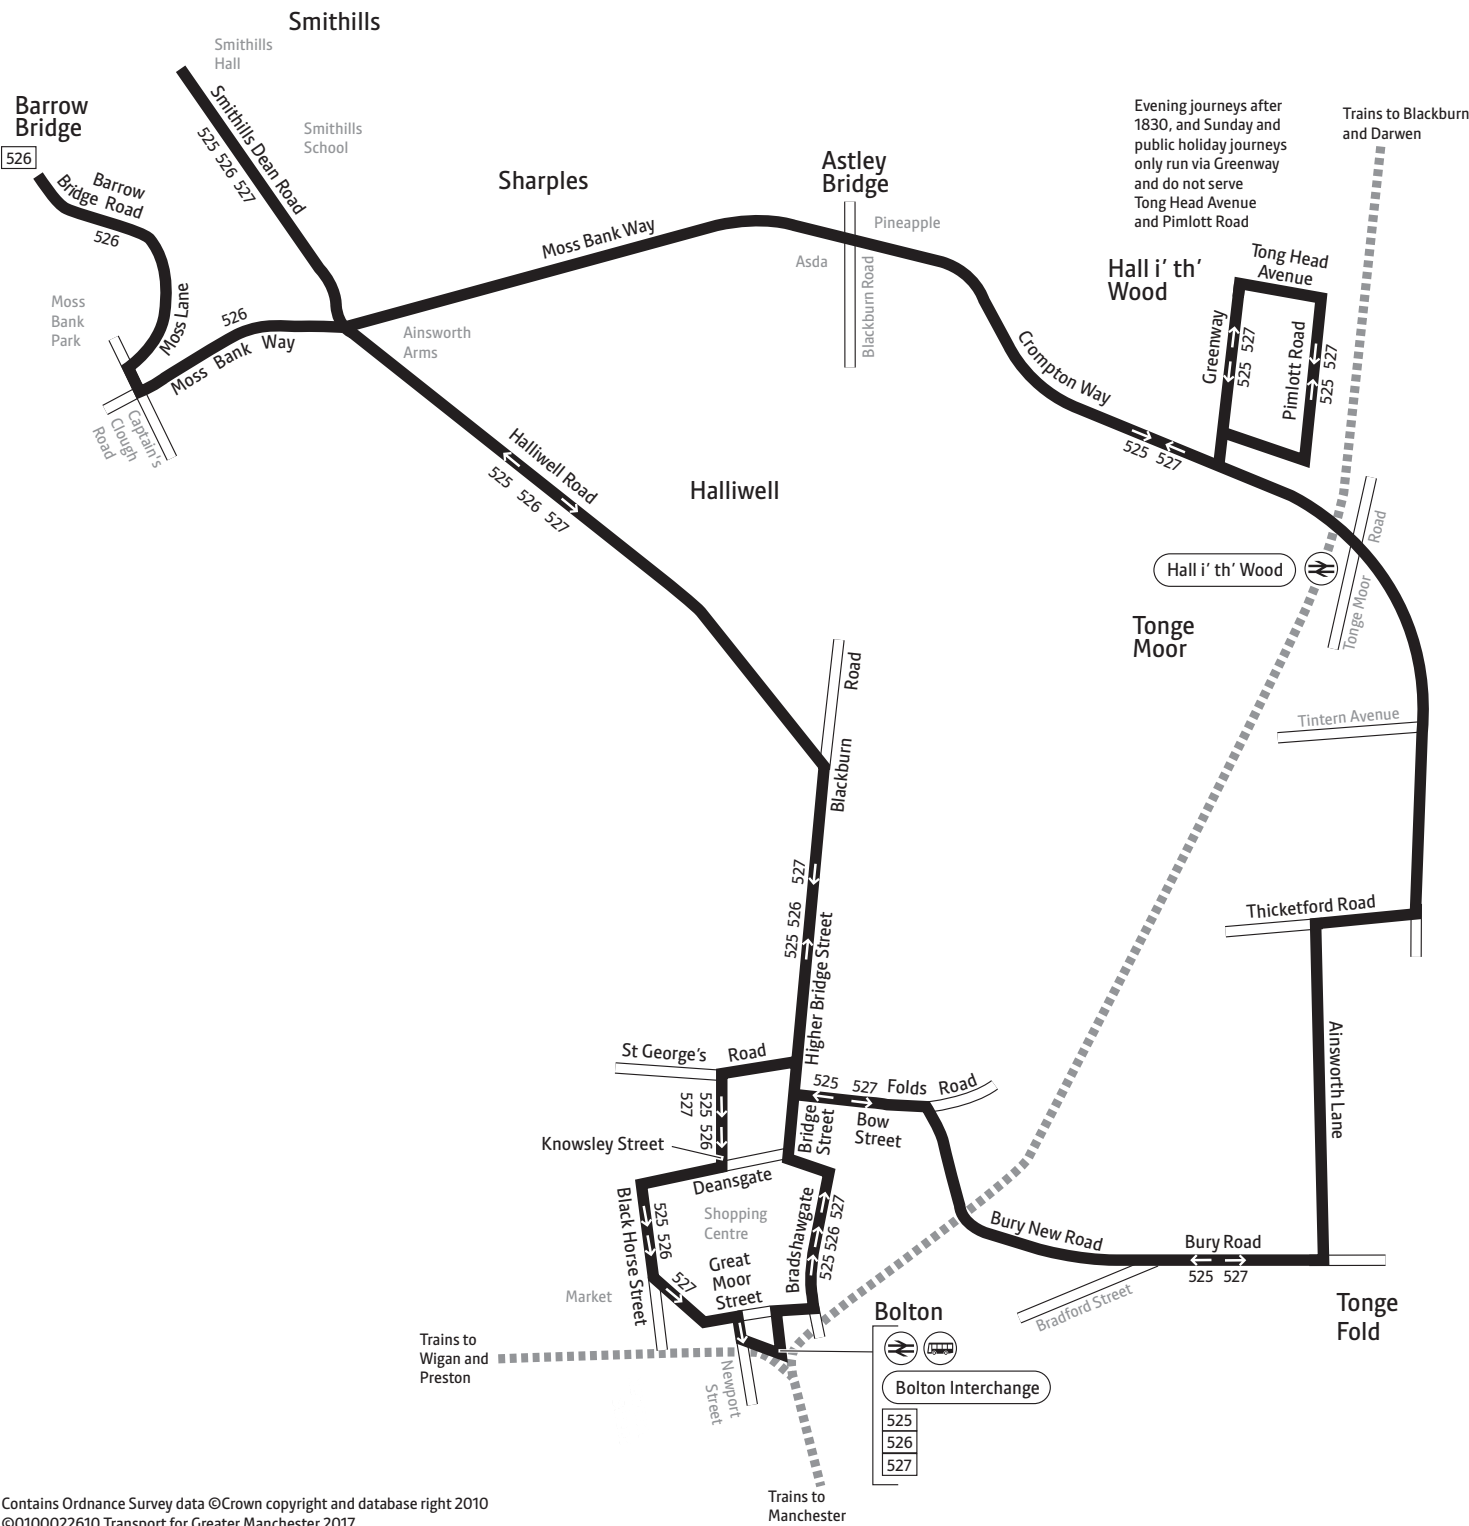 Smithills
Smithills
Hall
Barrow
Bridge
526
Smithills Dean Road
525 526 527
Smithills
School
Barrow
Bridge Road
526
Sharples
Astley
Bridge
Evening journeys after
1830, and Sunday and
public holiday journeys
only run via Greenway
and do not serve
Tong Head Avenue
and Pimlott Road
Trains to Blackburn
and Darwen
Moss Bank Way
Pineapple
Asda
Blackburn Road
Hall i' th'
Wood
Tong Head
Avenue
Greenway
525 527
Pimlott Road
525 527
Moss
Bank
Park
Moss Lane
526
Moss Bank Way
Ainsworth
Arms
Captain's
Clough
Road
Crompton Way
525 527
Halliwell Road
525 526 527
Halliwell
Hall i' th' Wood
Tonge Moor Road
Tonge
Moor
Blackburn Road
Tintern Avenue
525 526 527
Higher Bridge Street
Thicketford Road
Ainsworth Lane
St George's Road
525 526
527
Knowsley Street
525 527
Folds Road
Bridge
Street
Bow
Street
Deansgate
Black Horse Street
525 526
527
Shopping
Centre
Great
Moor
Street
Bradshawgate
525 526 527
Bury New Road
Bury Road
525 527
Bradford Street
Market
Bolton
Tonge
Fold
Trains to
Wigan and
Preston
Newport
Street
Bolton Interchange
525
526
527
Trains to
Manchester
Contains Ordnance Survey data ©Crown copyright and database right 2010
©0100022610 Transport for Greater Manchester 2017